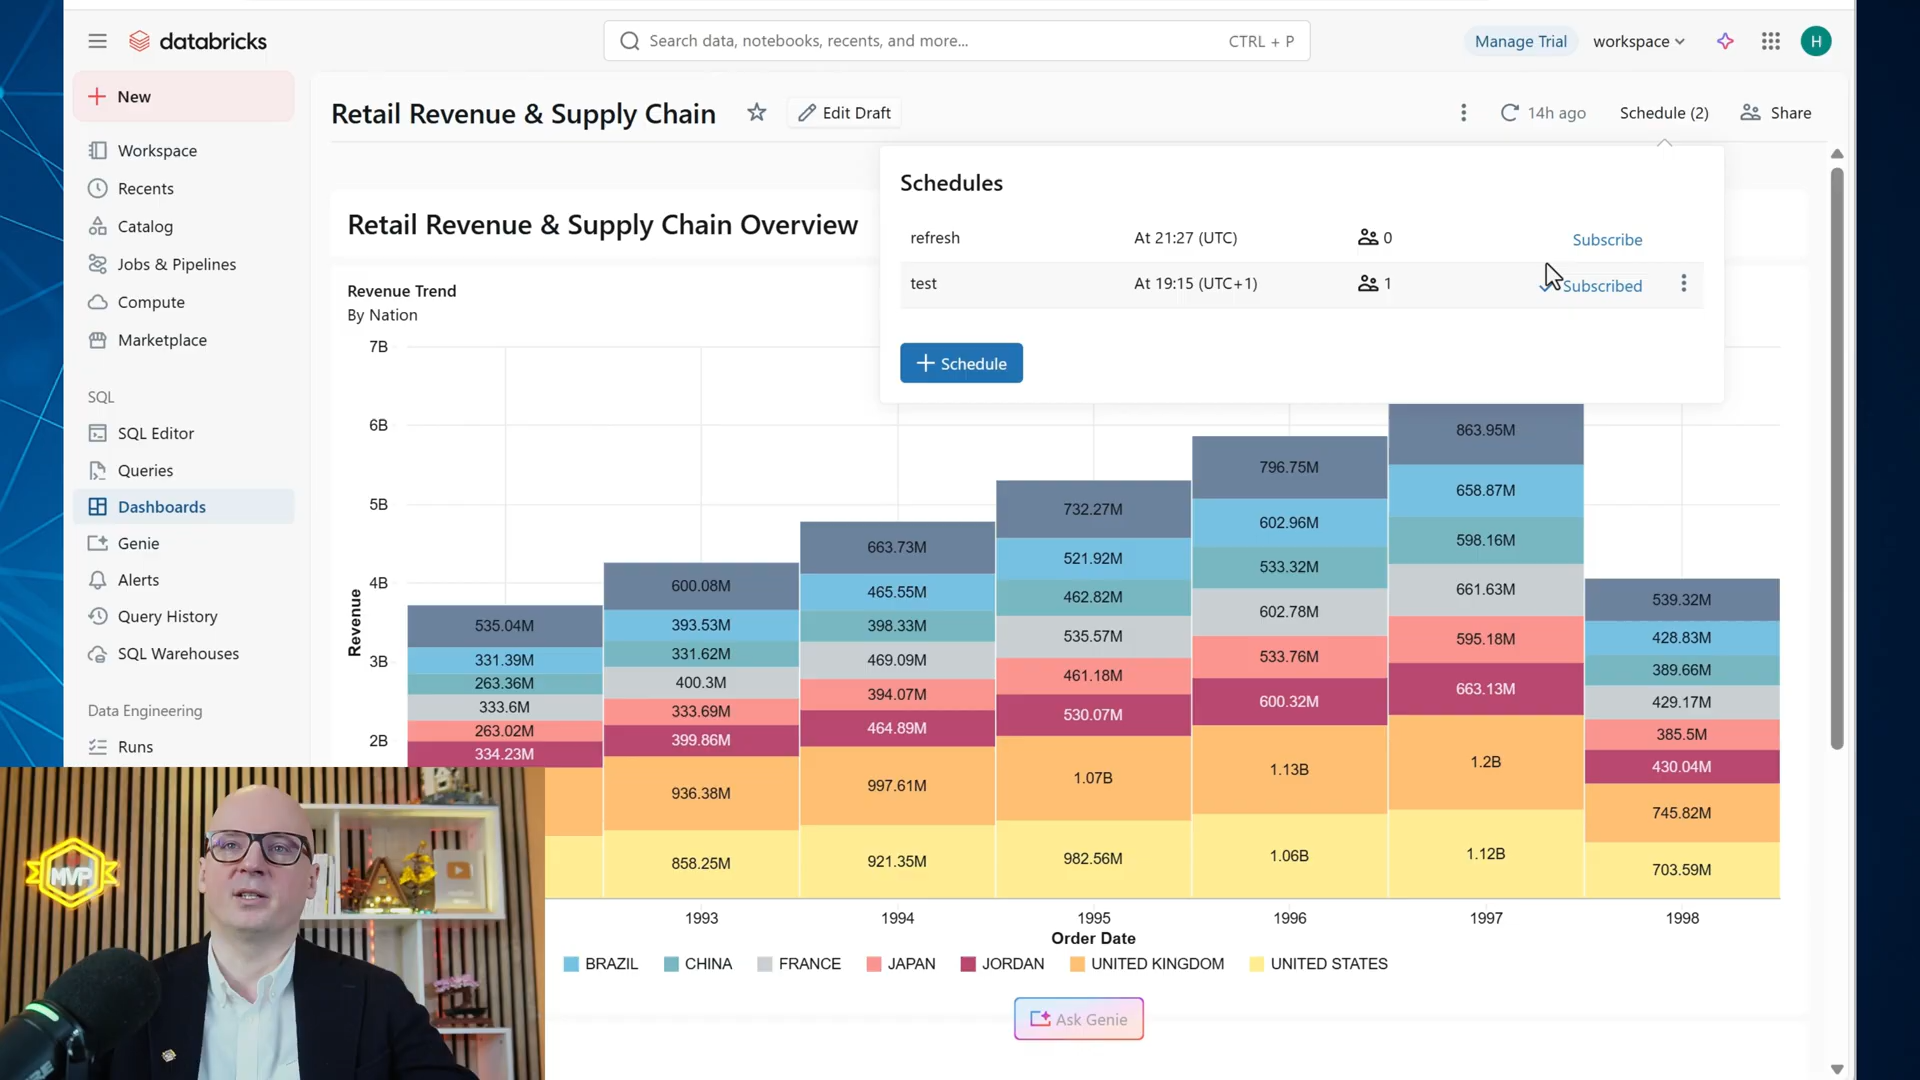 databricks
Search data, notebooks, recents, and more...
CTRL + P
Manage Trial
workspace
H
New
Workspace
Recents
Catalog
Jobs & Pipelines
Compute
Marketplace
SQL
SQL Editor
Queries
Dashboards
Genie
Alerts
Query History
SQL Warehouses
Data Engineering
Runs
Retail Revenue & Supply Chain
Edit Draft
14h ago
Schedule (2)
Share
Schedules
refresh
At 21:27 (UTC)
0
Subscribe
test
At 19:15 (UTC+1)
1
Subscribed
Schedule
Retail Revenue & Supply Chain Overview
Revenue Trend
By Nation
Revenue
7B
6B
5B
4B
3B
2B
535.04M
331.39M
263.36M
333.6M
263.02M
334.23M
600.08M
393.53M
331.62M
400.3M
333.69M
399.86M
936.38M
858.25M
663.73M
465.55M
398.33M
469.09M
394.07M
464.89M
997.61M
921.35M
732.27M
521.92M
462.82M
535.57M
461.18M
530.07M
1.07B
982.56M
796.75M
602.96M
533.32M
602.78M
533.76M
600.32M
1.13B
1.06B
863.95M
658.87M
598.16M
661.63M
595.18M
663.13M
1.2B
1.12B
539.32M
428.83M
389.66M
429.17M
385.5M
430.04M
745.82M
703.59M
1993
1994
1995
1996
1997
1998
Order Date
BRAZIL
CHINA
FRANCE
JAPAN
JORDAN
UNITED KINGDOM
UNITED STATES
Ask Genie
MVP